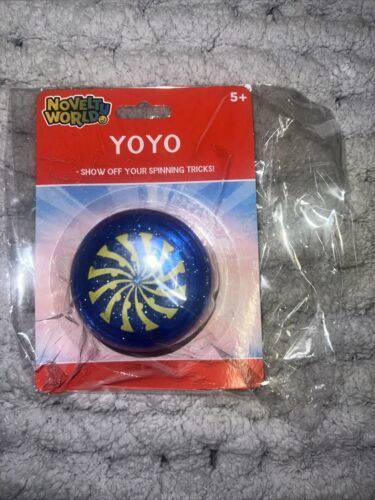 NOVELTY
WORLD
5+
YOYO
- SHOW OFF YOUR SPINNING TRICKS!